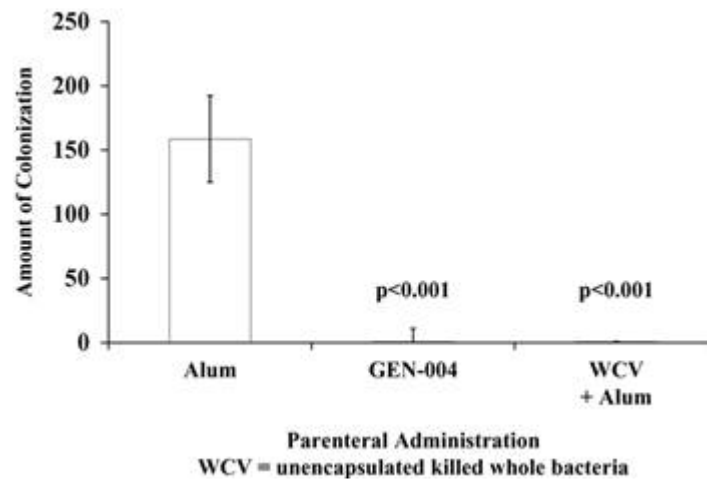 250
200
150
100
50
0
Amount of Colonization
p<0.001
p<0.001
Alum
GEN-004
WCV
+ Alum
Parenteral Administration
WCV = unencapsulated killed whole bacteria